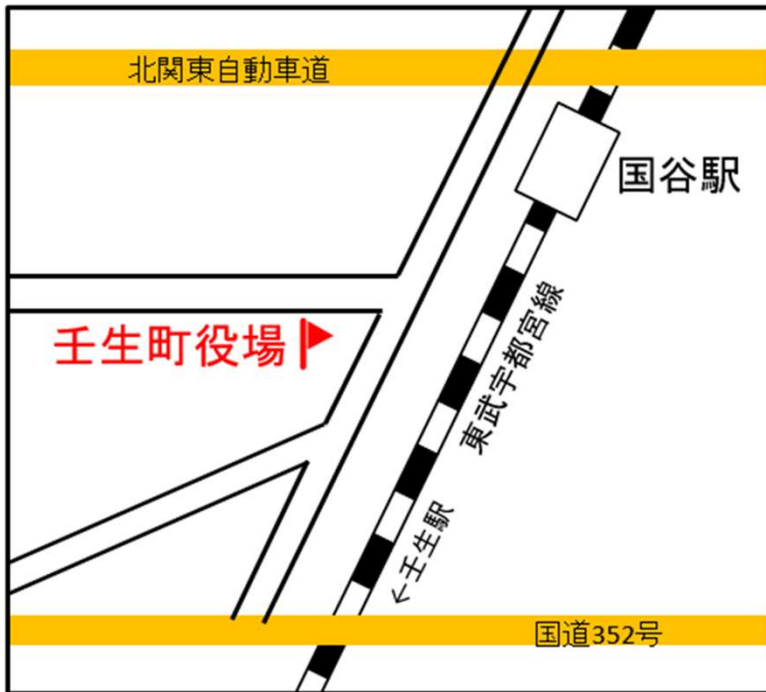 北関東自動車道
国谷駅
壬生町役場
東武宇都宮線
←壬生駅
国道352号